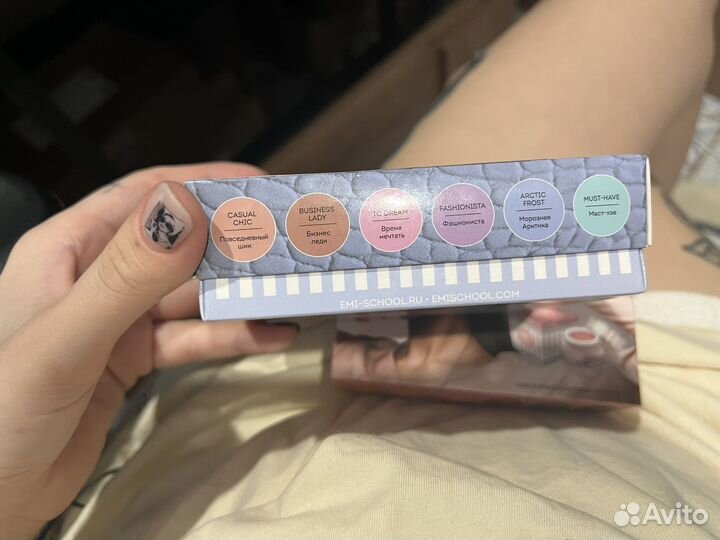 CASUAL
CHIC
Повседневный
шик
BUSINESS
LADY
Бизнес
леди
TO DREAM
Время
мечтать
FASHIONISTA
Фэшиониста
ARCTIC
FROST
Морозная
Арктика
MUST-HAVE
Маст-хэв
EMI-SCHOOL.RU • EMISCHOOL.COM
Avito